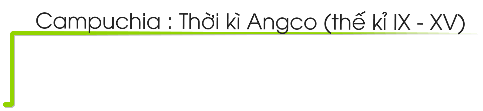 Campuchia : Thời kì Angco (thế kỉ IX - XV)